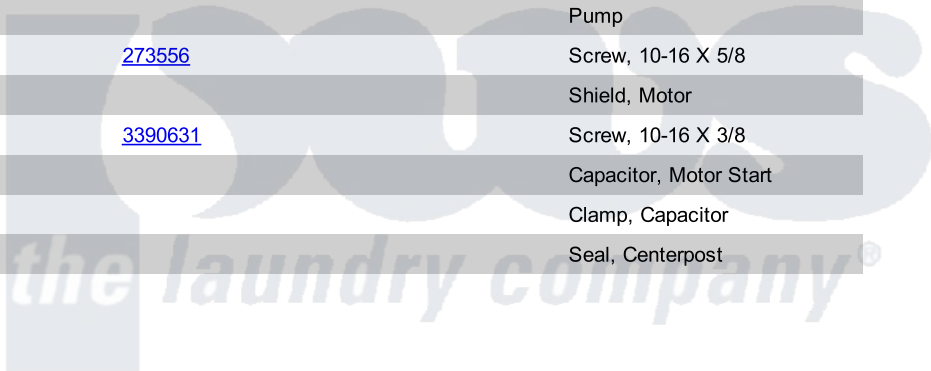 Pump
273556 Screw, 10-16 X 5/8
Shield, Motor
3390631 Screw, 10-16 X 3/8
Capacitor, Motor Start
Clamp, Capacitor
Seal, Centerpost
the laundry company®